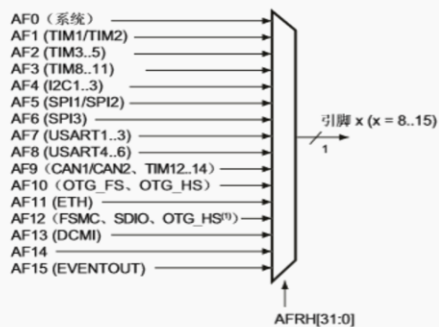 AF0（系统）
AF1 (TIM1/TIM2)
AF2 (TIM3..5)
AF3 (TIM8..11)
AF4 (I2C1..3)
AF5 (SPI1/SPI2)
AF6 (SPI3)
AF7 (USART1..3)
AF8 (USART4..6)
AF9（CAN1/CAN2、TIM12..14）
AF10（OTG_FS、OTG_HS）
AF11 (ETH)
AF12（FSMC、SDIO、OTG_HS⁽¹⁾）
AF13 (DCMI)
AF14
AF15 (EVENTOUT)
引脚 x (x = 8..15)
1
AFRH[31:0]